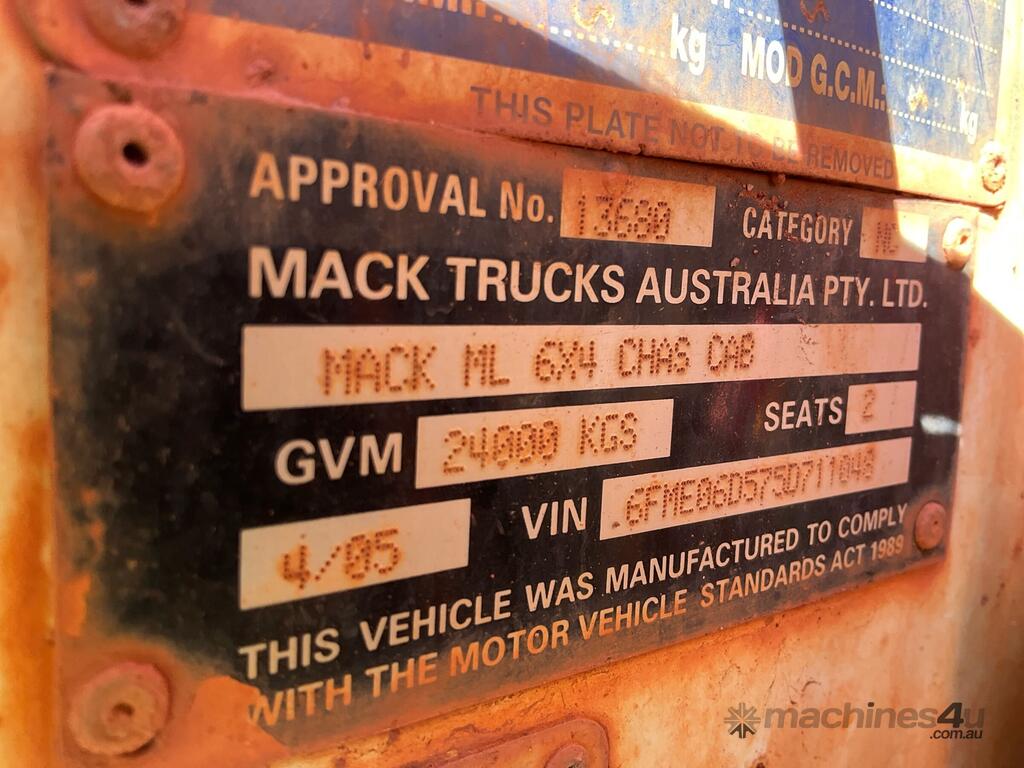 kg MOD G.C.M.: kg
THIS PLATE NOT TO BE REMOVED
APPROVAL No. 13680 CATEGORY
MACK TRUCKS AUSTRALIA PTY. LTD.
MACK ML 6X4 CHAS CAB
GVM 24000 KGS SEATS 2
4/05 VIN 6FME06D575D711040
THIS VEHICLE WAS MANUFACTURED TO COMPLY
WITH THE MOTOR VEHICLE STANDARDS ACT 1989
machines4u
.com.au